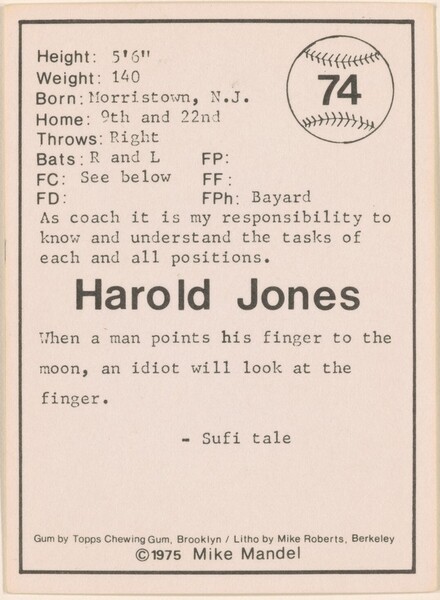 Height: 5'6"
74
Weight: 140
Born: Morristown, N.J.
Home: 9th and 22nd
Throws: Right
Bats: R and L FP:
FC: See below FF:
FD: FPh: Bayard
As coach it is my responsibility to
know and understand the tasks of
each and all positions.
Harold Jones
When a man points his finger to the
moon, an idiot will look at the
finger.
- Sufi tale
Gum by Topps Chewing Gum, Brooklyn / Litho by Mike Roberts, Berkeley
©1975 Mike Mandel